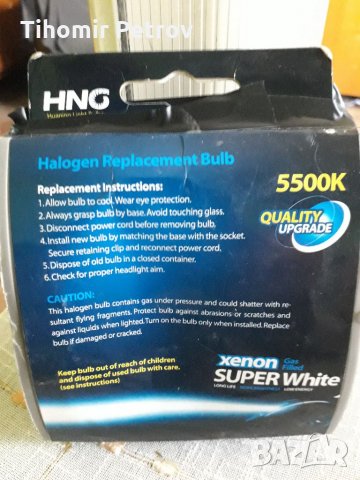 Tihomir Petrov
HNG
Halogen Replacement Bulb
5500K
QUALITY
UPGRADE
Replacement Instructions:
1.Allow bulb to cool. Wear eye protection.
2.Always grasp bulb by base. Avoid touching glass.
3.Disconnect power cord before removing bulb.
4.Install new bulb by matching the base with the socket.
Secure retaining clip and reconnect power cord.
5.Dispose of old bulb in a closed container.
6.Check for proper headlight aim.
CAUTION:
This halogen bulb contains gas under pressure and could shatter with re-
sultant flying fragments. Protect bulb against abrasions or scratches and
against liquids when lighted. Turn on the bulb only when installed. Replace
bulb if damaged or cracked.
Keep bulb out of reach of children
and dispose of used bulb with care.
(see instructions)
xenon Gas
Filled
SUPER White
LONG LIFE LOW ENERGY
BAZAR